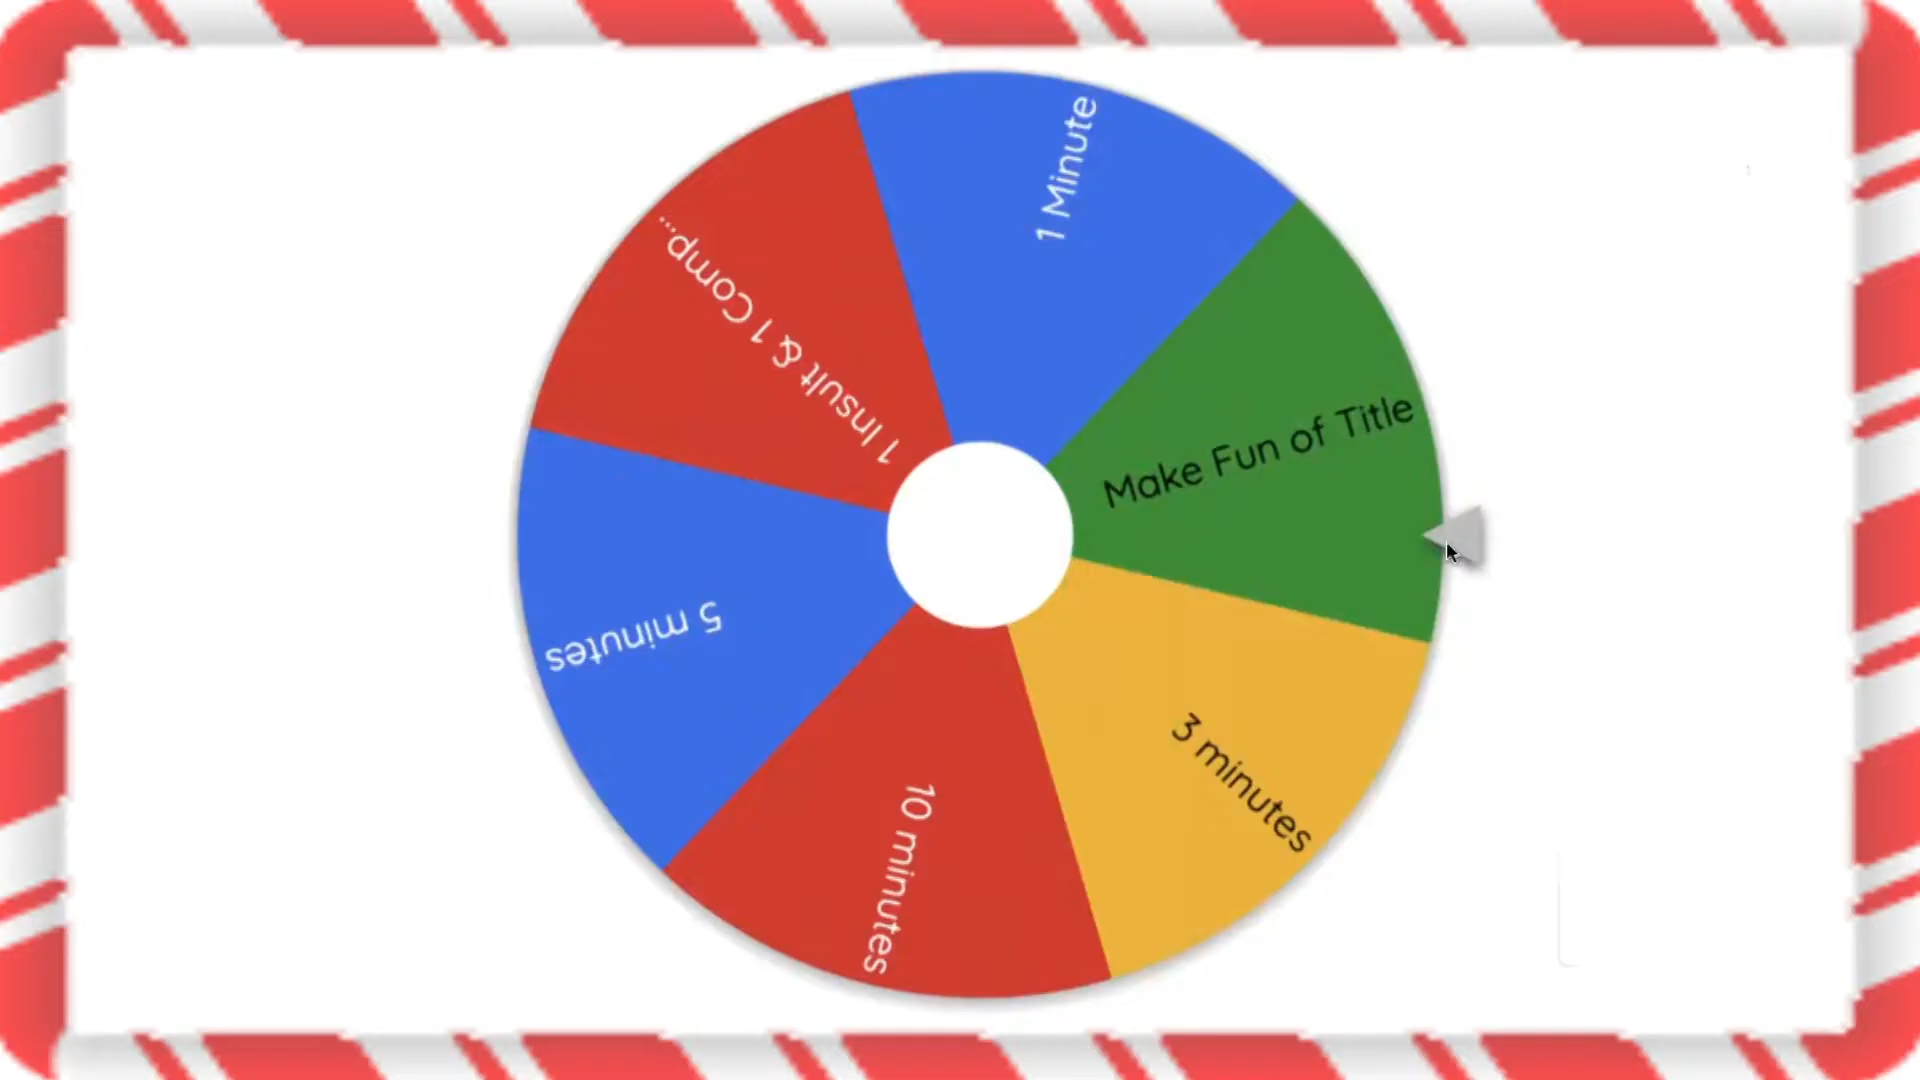 1 Minute
Make Fun of Title
3 minutes
10 minutes
5 minutes
1 Insult & 1 Comp...